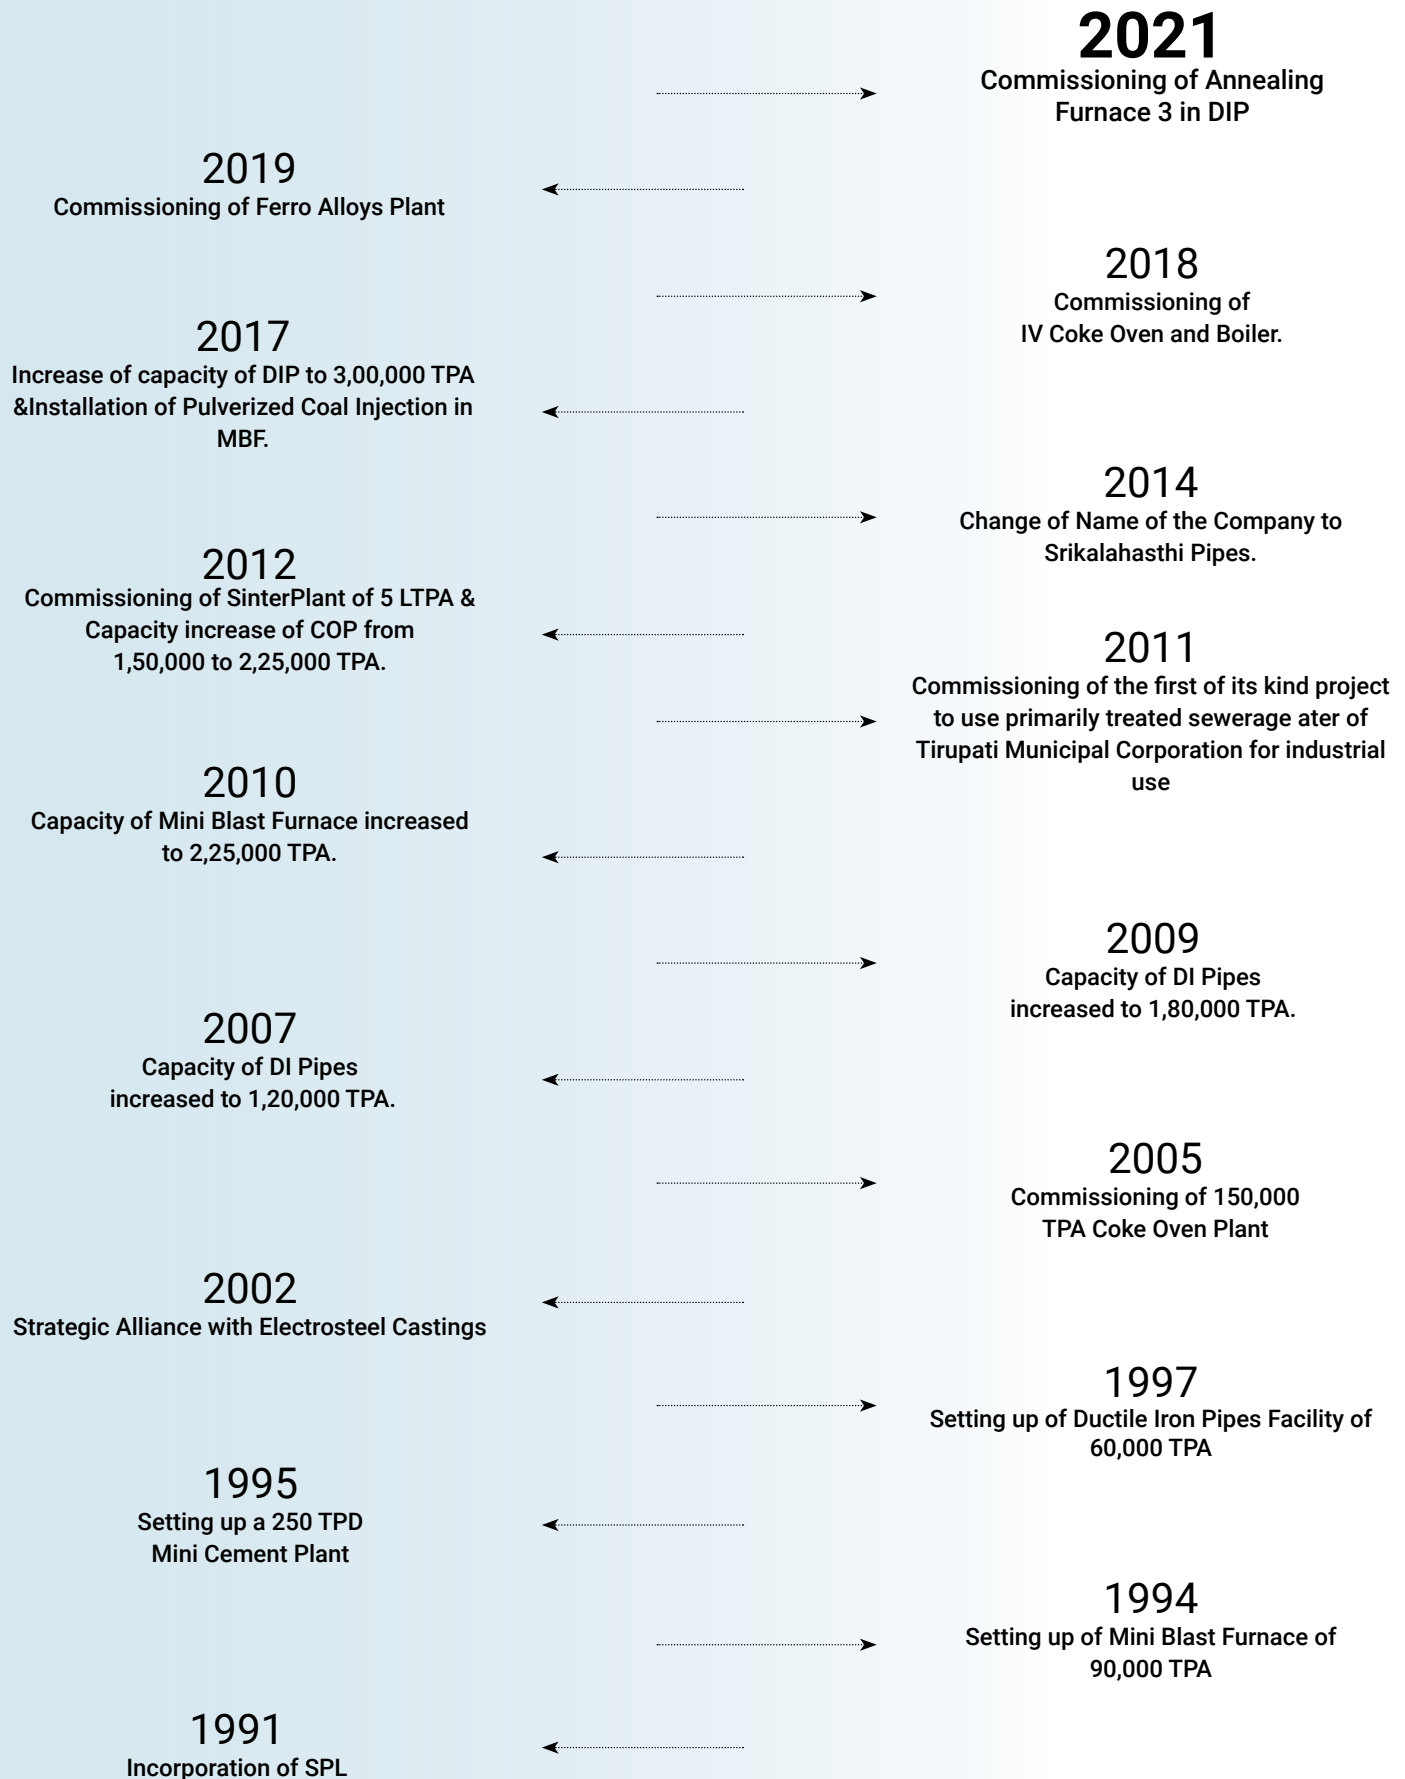 2021
Commissioning of Annealing
Furnace 3 in DIP
2019
Commissioning of Ferro Alloys Plant
2018
Commissioning of
IV Coke Oven and Boiler.
2017
Increase of capacity of DIP to 3,00,000 TPA
&Installation of Pulverized Coal Injection in
MBF.
2014
Change of Name of the Company to
Srikalahasthi Pipes.
2012
Commissioning of SinterPlant of 5 LTPA &
Capacity increase of COP from
1,50,000 to 2,25,000 TPA.
2011
Commissioning of the first of its kind project
to use primarily treated sewerage ater of
Tirupati Municipal Corporation for industrial
use
2010
Capacity of Mini Blast Furnace increased
to 2,25,000 TPA.
2009
Capacity of DI Pipes
increased to 1,80,000 TPA.
2007
Capacity of DI Pipes
increased to 1,20,000 TPA.
2005
Commissioning of 150,000
TPA Coke Oven Plant
2002
Strategic Alliance with Electrosteel Castings
1997
Setting up of Ductile Iron Pipes Facility of
60,000 TPA
1995
Setting up a 250 TPD
Mini Cement Plant
1994
Setting up of Mini Blast Furnace of
90,000 TPA
1991
Incorporation of SPL